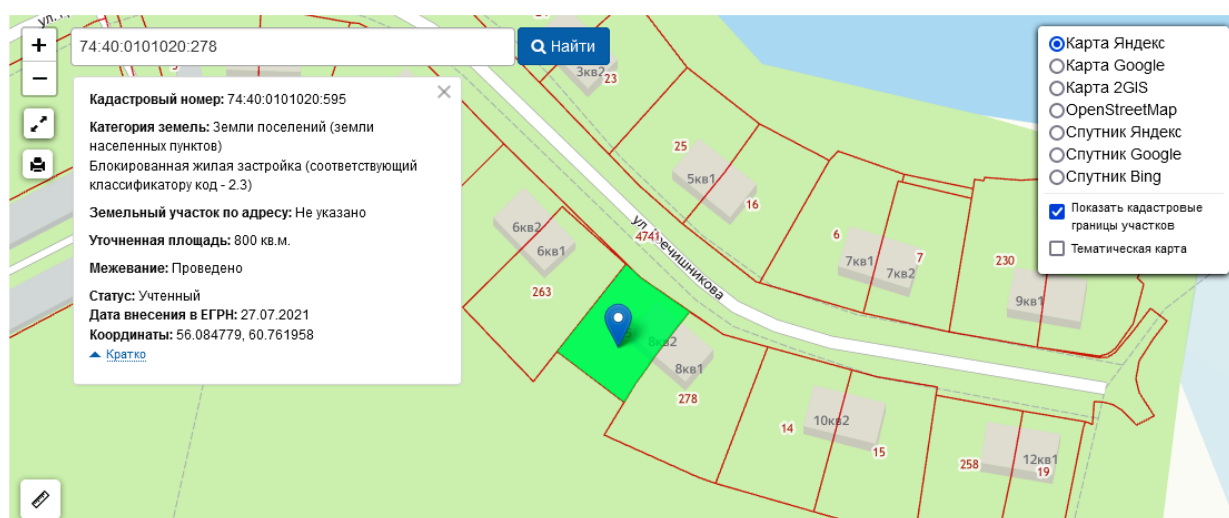 74:40:0101020:278
Найти
Кадастровый номер: 74:40:0101020:595
Категория земель: Земли поселений (земли
населенных пунктов)
Блокированная жилая застройка (соответствующий
классификатору код - 2.3)
Земельный участок по адресу: Не указано
Уточненная площадь: 800 кв.м.
Межевание: Проведено
Статус: Учтенный
Дата внесения в ЕГРН: 27.07.2021
Координаты: 56.084779, 60.761958
Кратко
Карта Яндекс
Карта Google
Карта 2GIS
OpenStreetMap
Спутник Яндекс
Спутник Google
Спутник Bing
Показать кадастровые
границы участков
Тематическая карта
3кв2
23
25
5кв1
16
6кв2
6кв1
263
4741
ул.
6
7кв1
7кв2
7
230
9кв1
8кв2
8кв1
278
14
10кв2
15
258
12кв1
19